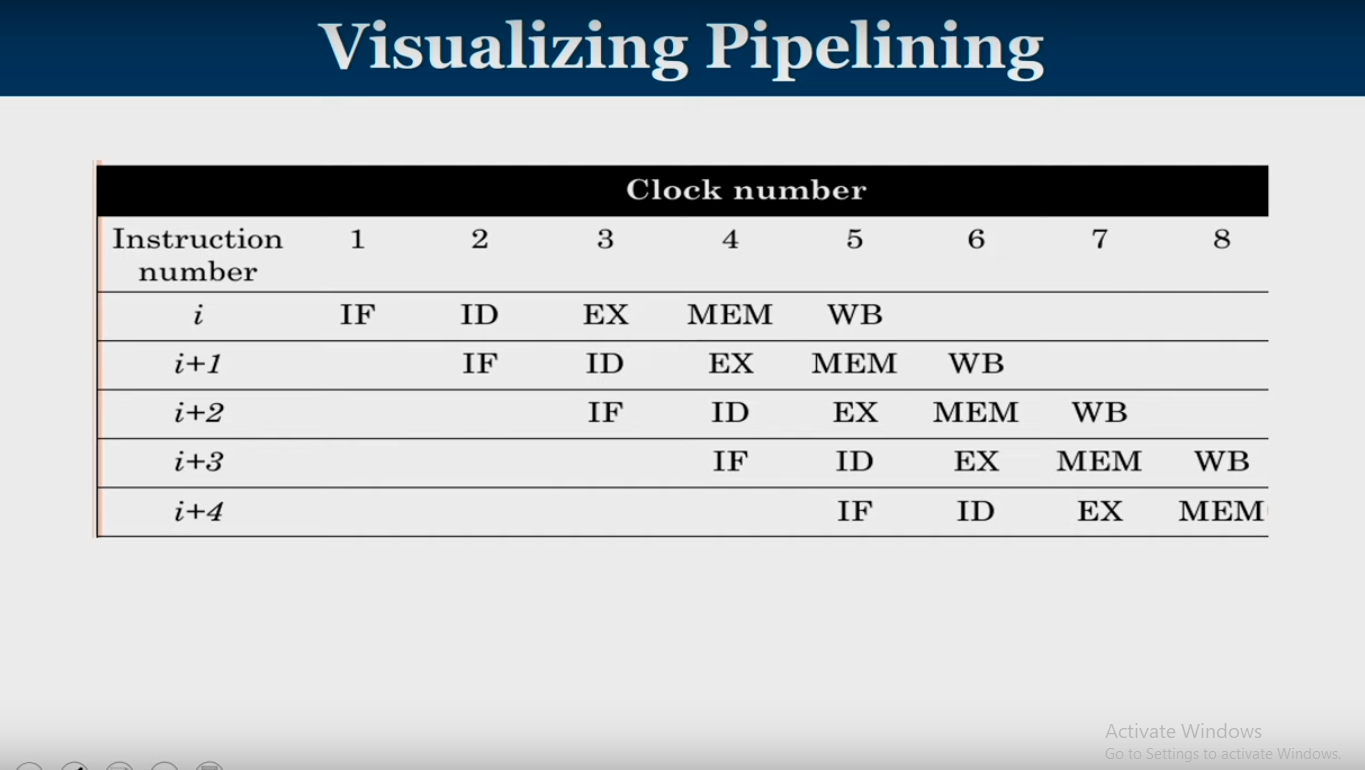 Visualizing Pipelining
Clock number
Instruction number 1 2 3 4 5 6 7 8
i IF ID EX MEM WB
i+1 IF ID EX MEM WB
i+2 IF ID EX MEM WB
i+3 IF ID EX MEM WB
i+4 IF ID EX MEM
Activate Windows
Go to Settings to activate Windows.